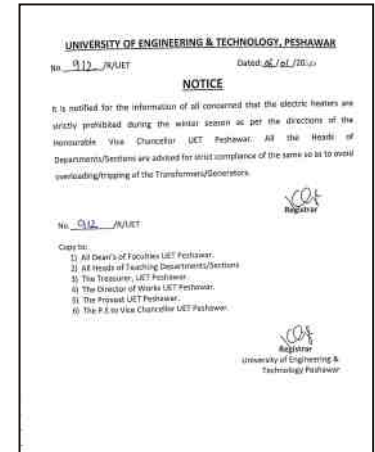 UNIVERSITY OF ENGINEERING & TECHNOLOGY, PESHAWAR
No. 912 /R/UET Dated: 06/01/20
NOTICE
It is notified for the information of all concerned that the electric heaters are
strictly prohibited during the winter season as per the directions of the
Honourable Vice Chancellor UET Peshawar. All the Heads of
Departments/Sections are advised for strict compliance of the same so as to avoid
overloading/tripping of the Transformers/Generators.
Registrar
No. 912 /R/UET
Copy to:
1) All Dean's of Faculties UET Peshawar.
2) All Heads of Teaching Departments/Sections
3) The Treasurer, UET Peshawar.
4) The Director of Works UET Peshawar.
5) The Provost UET Peshawar.
6) The P.S to Vice Chancellor UET Peshawar.
Registrar
University of Engineering &
Technology Peshawar